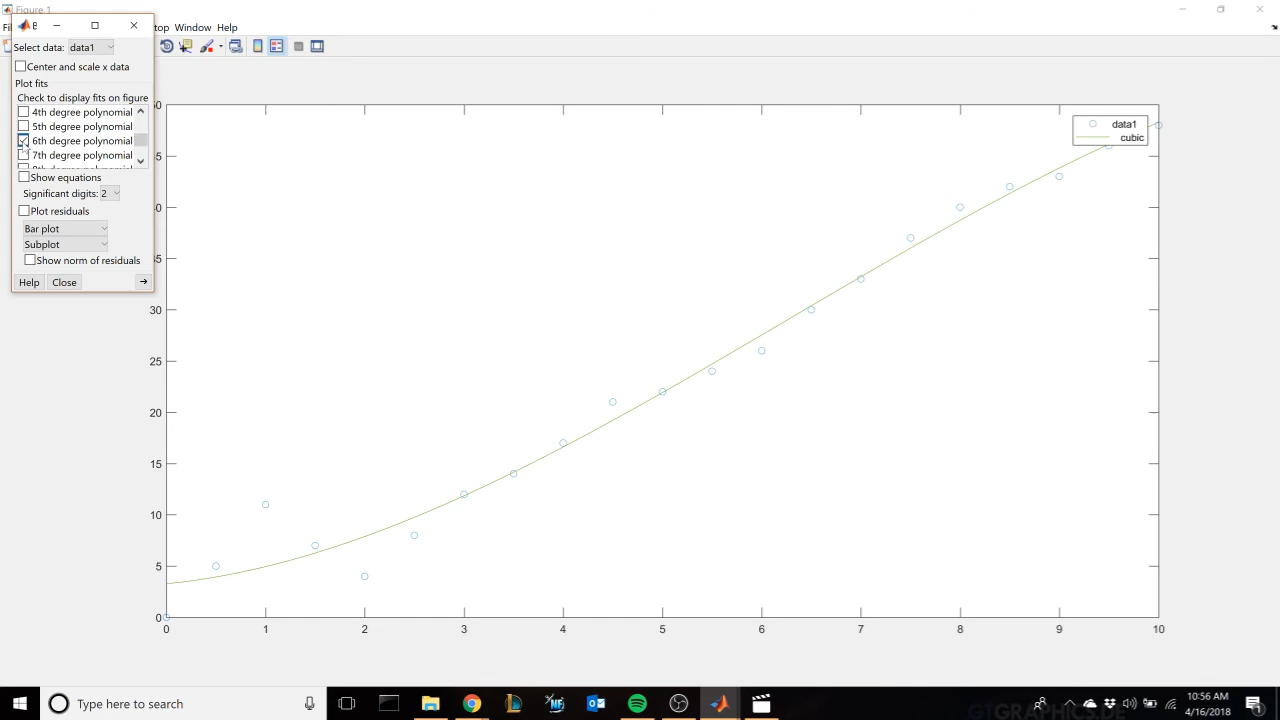 Figure 1
top Window Help
Select data: data1
Center and scale x data
Plot fits
Check to display fits on figure
4th degree polynomial
5th degree polynomial
6th degree polynomial
7th degree polynomial
Show equations
Significant digits: 2
Plot residuals
Bar plot
Subplot
Show norm of residuals
Help Close
data1
cubic
30
25
20
15
10
5
0
0 1 2 3 4 5 6 7 8 9 10
Type here to search
10:56 AM
4/16/2018
GTGRAPHICS.DE